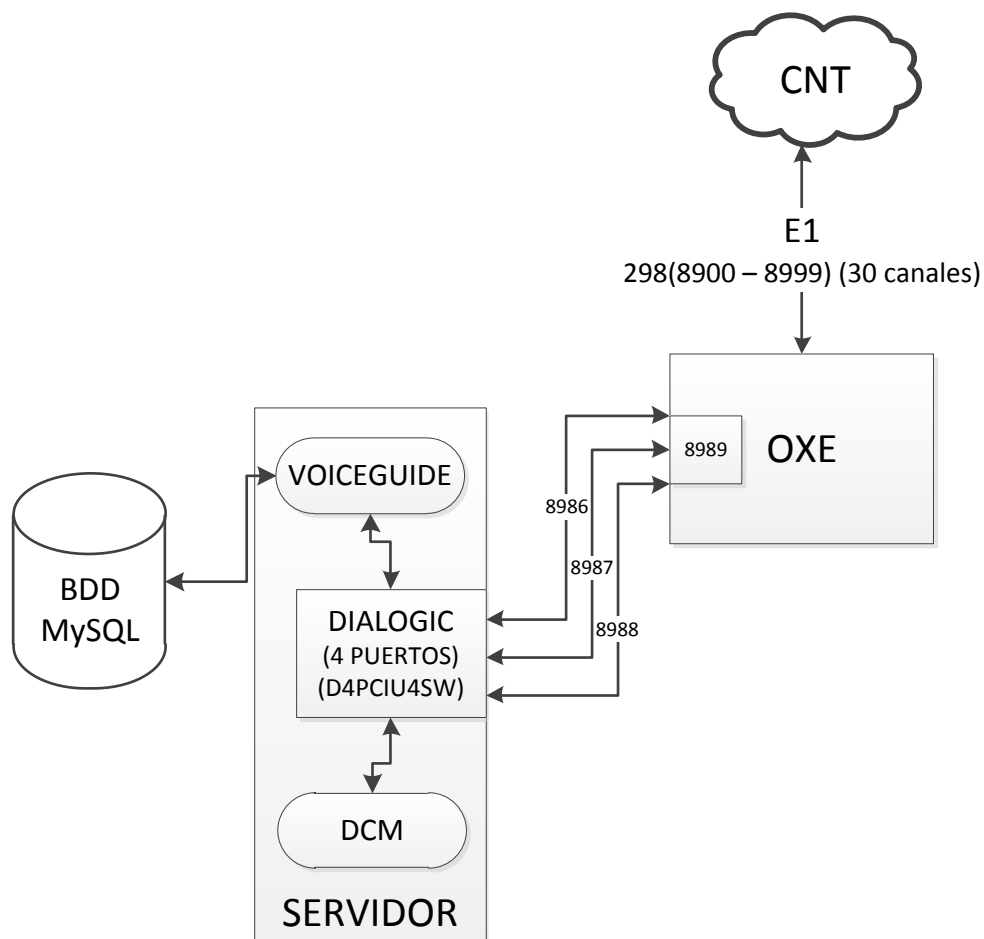 CNT
E1
298(8900 – 8999) (30 canales)
OXE
8989
VOICEGUIDE
8986
8987
8988
BDD
MySQL
DIALOGIC
(4 PUERTOS)
(D4PCIU4SW)
DCM
SERVIDOR